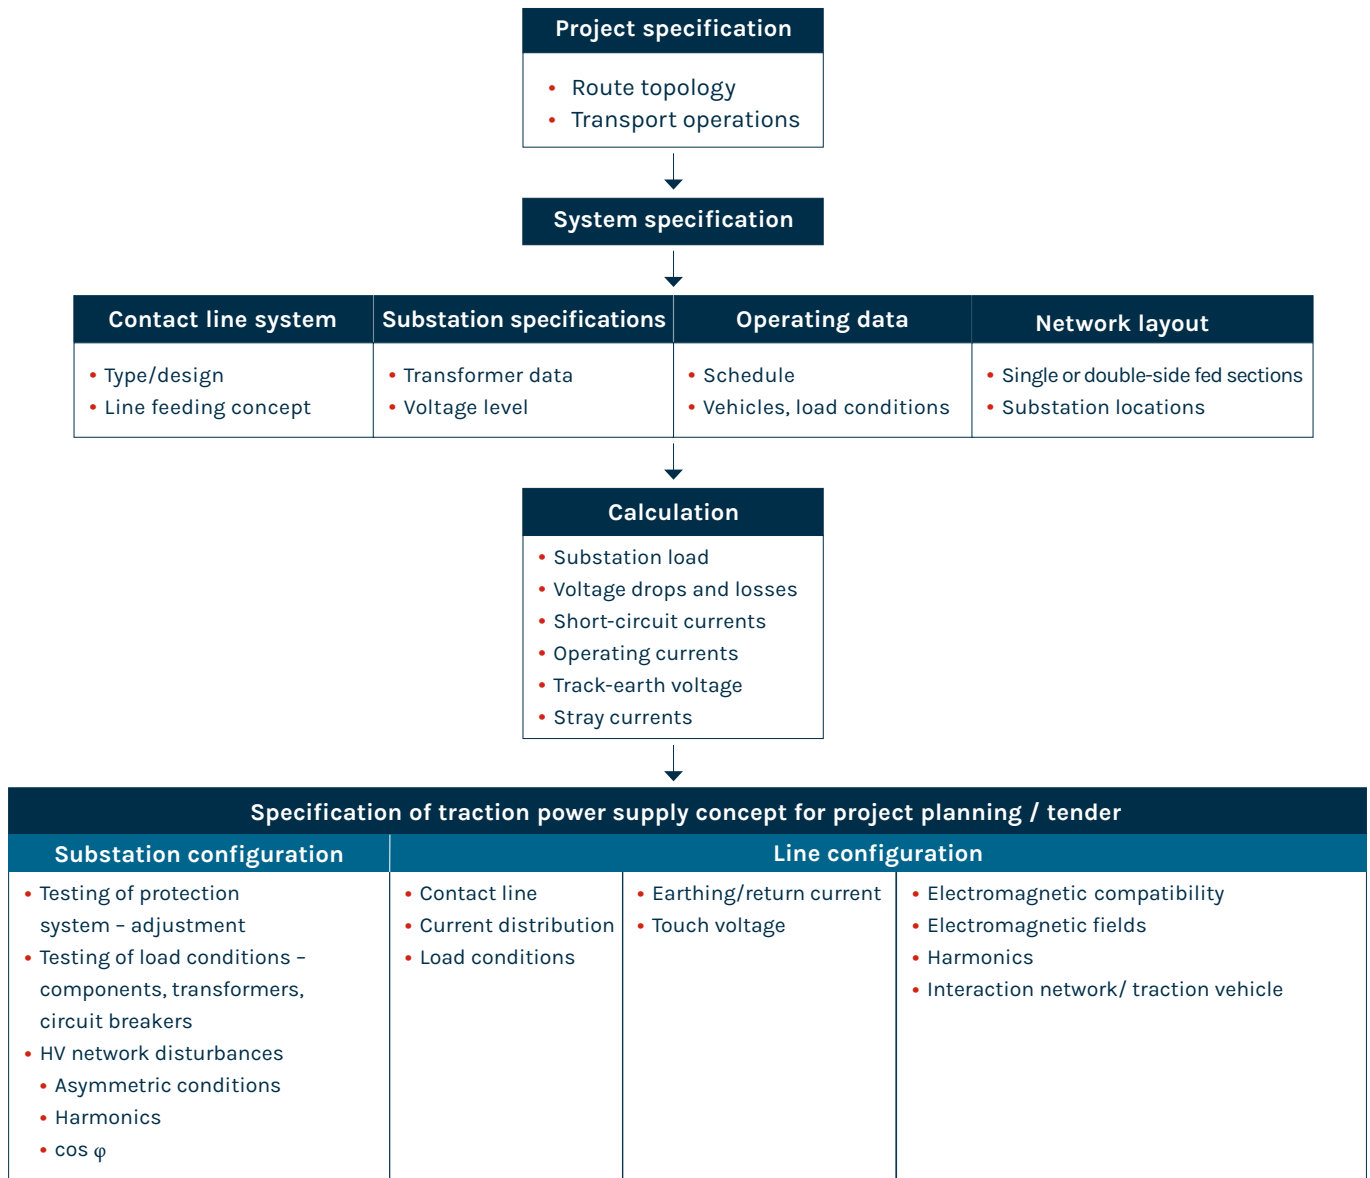 Project specification
• Route topology
• Transport operations
System specification
Contact line system
• Type/design
• Line feeding concept
Substation specifications
• Transformer data
• Voltage level
Operating data
• Schedule
• Vehicles, load conditions
Network layout
• Single or double-side fed sections
• Substation locations
Calculation
• Substation load
• Voltage drops and losses
• Short-circuit currents
• Operating currents
• Track-earth voltage
• Stray currents
Specification of traction power supply concept for project planning / tender
Substation configuration
• Testing of protection
system – adjustment
• Testing of load conditions –
components, transformers,
circuit breakers
• HV network disturbances
• Asymmetric conditions
• Harmonics
• cos φ
Line configuration
• Contact line
• Current distribution
• Load conditions
• Earthing/return current
• Touch voltage
• Electromagnetic compatibility
• Electromagnetic fields
• Harmonics
• Interaction network/ traction vehicle